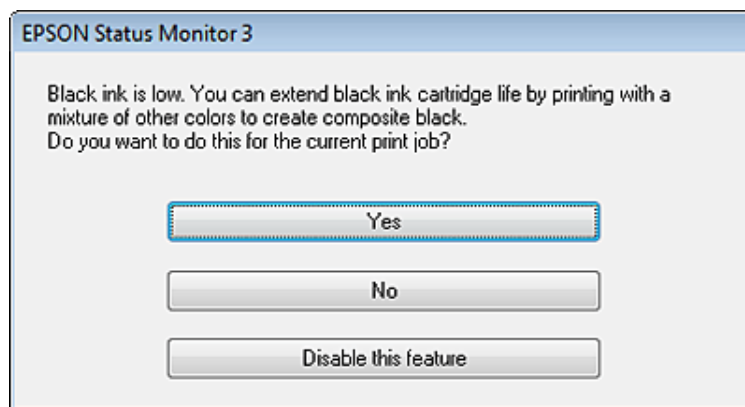 EPSON Status Monitor 3
Black ink is low. You can extend black ink cartridge life by printing with a
mixture of other colors to create composite black.
Do you want to do this for the current print job?
Yes
No
Disable this feature